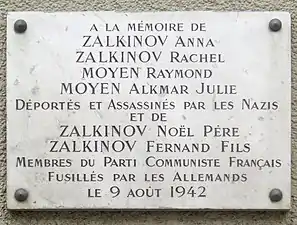 A LA MÉMOIRE DE
ZALKINOV ANNA
ZALKINOV RACHEL
MOYEN RAYMOND
MOYEN ALKMAR JULIE
DÉPORTÉS ET ASSASSINÉS PAR LES NAZIS
ET DE
ZALKINOV NOËL PÉRE
ZALKINOV FERNAND FILS
MEMBRES DU PARTI COMMUNISTE FRANÇAIS
FUSILLÉS PAR LES ALLEMANDS
LE 9 AOÛT 1942